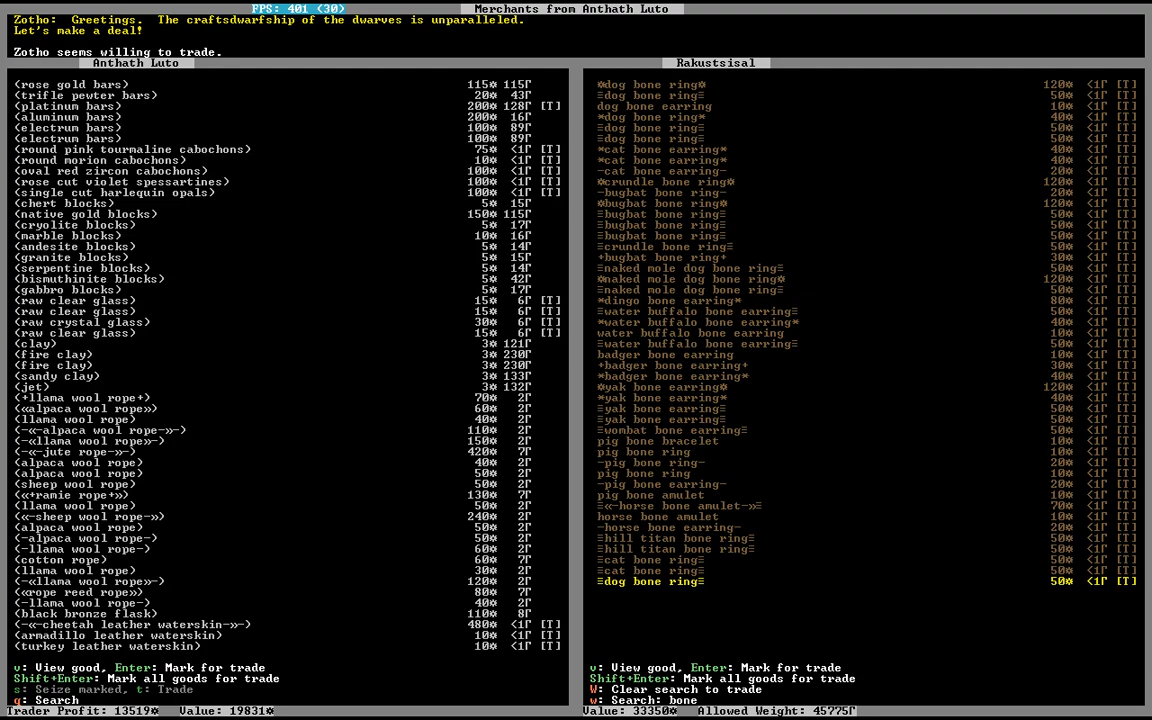 FPS: 401 (30) Merchants from Anthath Luto
Zotho: Greetings. The craftsdwarfship of the dwarves is unparalleled.
Let's make a deal!
Zotho seems willing to trade.
Anthath Luto
(rose gold bars) 115☼ 115Γ
(trifle pewter bars) 20☼ 43Γ
(platinum bars) 200☼ 128Γ [T]
(aluminum bars) 200☼ 16Γ
(electrum bars) 100☼ 89Γ
(electrum bars) 100☼ 89Γ
(round pink tourmaline cabochons) 75☼ <1Γ [T]
(round morion cabochons) 10☼ <1Γ [T]
(oval red zircon cabochons) 100☼ <1Γ [T]
(rose cut violet spessartines) 100☼ <1Γ [T]
(single cut harlequin opals) 100☼ <1Γ [T]
(chert blocks) 5☼ 15Γ
(native gold blocks) 150☼ 115Γ
(cryolite blocks) 5☼ 17Γ
(marble blocks) 10☼ 16Γ
(andesite blocks) 5☼ 14Γ
(granite blocks) 5☼ 15Γ
(serpentine blocks) 5☼ 14Γ
(bismuthinite blocks) 5☼ 42Γ
(gabbro blocks) 5☼ 17Γ
(raw clear glass) 15☼ 6Γ [T]
(raw clear glass) 15☼ 6Γ [T]
(raw crystal glass) 30☼ 6Γ [T]
(raw clear glass) 15☼ 6Γ [T]
(clay) 3☼ 121Γ
(fire clay) 3☼ 230Γ
(fire clay) 3☼ 230Γ
(sandy clay) 3☼ 133Γ
(jet) 3☼ 132Γ
(+llama wool rope+) 70☼ 2Γ
(«alpaca wool rope») 60☼ 2Γ
(llama wool rope) 40☼ 2Γ
(-«-alpaca wool rope-»-) 110☼ 2Γ
(-«llama wool rope»-) 150☼ 2Γ
(-«-jute rope-»-) 420☼ 7Γ
(alpaca wool rope) 40☼ 2Γ
(alpaca wool rope) 50☼ 2Γ
(sheep wool rope) 50☼ 2Γ
(«+ramie rope+») 130☼ 7Γ
(llama wool rope) 50☼ 2Γ
(«-sheep wool rope-») 240☼ 2Γ
(alpaca wool rope) 50☼ 2Γ
(-alpaca wool rope-) 50☼ 2Γ
(-llama wool rope-) 60☼ 2Γ
(cotton rope) 60☼ 7Γ
(llama wool rope) 30☼ 2Γ
(-«llama wool rope»-) 120☼ 2Γ
(«rope reed rope») 80☼ 7Γ
(-llama wool rope-) 40☼ 2Γ
(black bronze flask) 110☼ 8Γ
(-«-cheetah leather waterskin-»-) 480☼ <1Γ [T]
(armadillo leather waterskin) 10☼ <1Γ [T]
(turkey leather waterskin) 10☼ <1Γ [T]
v: View good, Enter: Mark for trade
Shift+Enter: Mark all goods for trade
s: Seize marked, t: Trade
q: Search
Trader Profit: 13519☼ Value: 19831☼
Rakustsisal
☼dog bone ring☼ 120☼ <1Γ [T]
≡dog bone ring≡ 50☼ <1Γ [T]
dog bone earring 10☼ <1Γ [T]
*dog bone ring* 40☼ <1Γ [T]
≡dog bone ring≡ 50☼ <1Γ [T]
≡dog bone ring≡ 50☼ <1Γ [T]
*cat bone earring* 40☼ <1Γ [T]
*cat bone earring* 40☼ <1Γ [T]
-cat bone earring- 20☼ <1Γ [T]
☼crundle bone ring☼ 120☼ <1Γ [T]
-bugbat bone ring- 20☼ <1Γ [T]
☼bugbat bone ring☼ 120☼ <1Γ [T]
≡bugbat bone ring≡ 50☼ <1Γ [T]
≡bugbat bone ring≡ 50☼ <1Γ [T]
≡bugbat bone ring≡ 50☼ <1Γ [T]
≡crundle bone ring≡ 50☼ <1Γ [T]
+bugbat bone ring+ 30☼ <1Γ [T]
≡naked mole dog bone ring≡ 50☼ <1Γ [T]
☼naked mole dog bone ring☼ 120☼ <1Γ [T]
≡naked mole dog bone ring≡ 50☼ <1Γ [T]
*dingo bone earring* 80☼ <1Γ [T]
≡water buffalo bone earring≡ 50☼ <1Γ [T]
*water buffalo bone earring* 40☼ <1Γ [T]
water buffalo bone earring 10☼ <1Γ [T]
≡water buffalo bone earring≡ 50☼ <1Γ [T]
badger bone earring 10☼ <1Γ [T]
+badger bone earring+ 30☼ <1Γ [T]
*badger bone earring* 40☼ <1Γ [T]
☼yak bone earring☼ 120☼ <1Γ [T]
*yak bone earring* 40☼ <1Γ [T]
≡yak bone earring≡ 50☼ <1Γ [T]
≡yak bone earring≡ 50☼ <1Γ [T]
≡wombat bone earring≡ 50☼ <1Γ [T]
pig bone bracelet 10☼ <1Γ [T]
pig bone ring 10☼ <1Γ [T]
-pig bone ring- 20☼ <1Γ [T]
pig bone ring 10☼ <1Γ [T]
-pig bone earring- 20☼ <1Γ [T]
pig bone amulet 10☼ <1Γ [T]
≡«-horse bone amulet-»≡ 70☼ <1Γ [T]
horse bone amulet 10☼ <1Γ [T]
-horse bone earring- 20☼ <1Γ [T]
≡hill titan bone ring≡ 50☼ <1Γ [T]
≡hill titan bone ring≡ 50☼ <1Γ [T]
≡cat bone earring≡ 50☼ <1Γ [T]
≡cat bone earring≡ 50☼ <1Γ [T]
≡dog bone ring≡ 50☼ <1Γ [T]
v: View good, Enter: Mark for trade
Shift+Enter: Mark all goods for trade
W: Clear search to trade
w: Search: bone
Value: 33350☼ Allowed Weight: 45775Γ